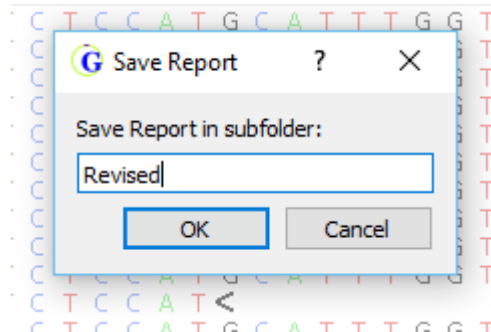 C T C C A T G C A T T T G G T
G Save Report ? ×
Save Report in subfolder:
Revised
OK Cancel
C T C C A T G C A T T T G G T
C T C C A T <
C T C C A T G C A T T T G G T